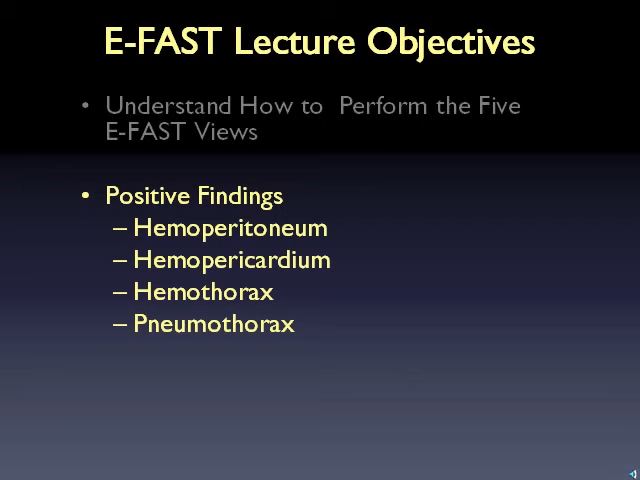 E-FAST Lecture Objectives
• Understand How to Perform the Five
E-FAST Views
• Positive Findings
– Hemoperitoneum
– Hemopericardium
– Hemothorax
– Pneumothorax